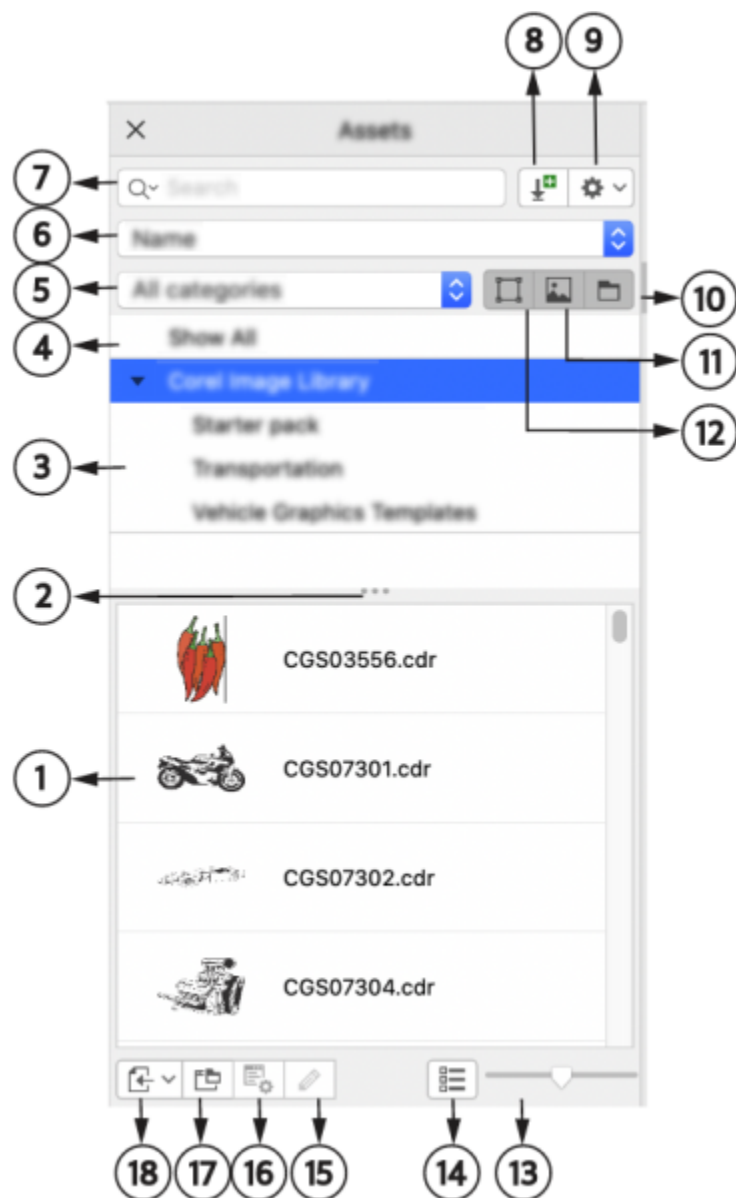 8 9
Assets
7 Search
6 Name
5 All categories 10
4 Show All 11
Corel Image Library
Starter pack 12
3 Transportation
Vehicle Graphics Templates
2
CGS03556.cdr
1 CGS07301.cdr
CGS07302.cdr
CGS07304.cdr
18 17 16 15 14 13